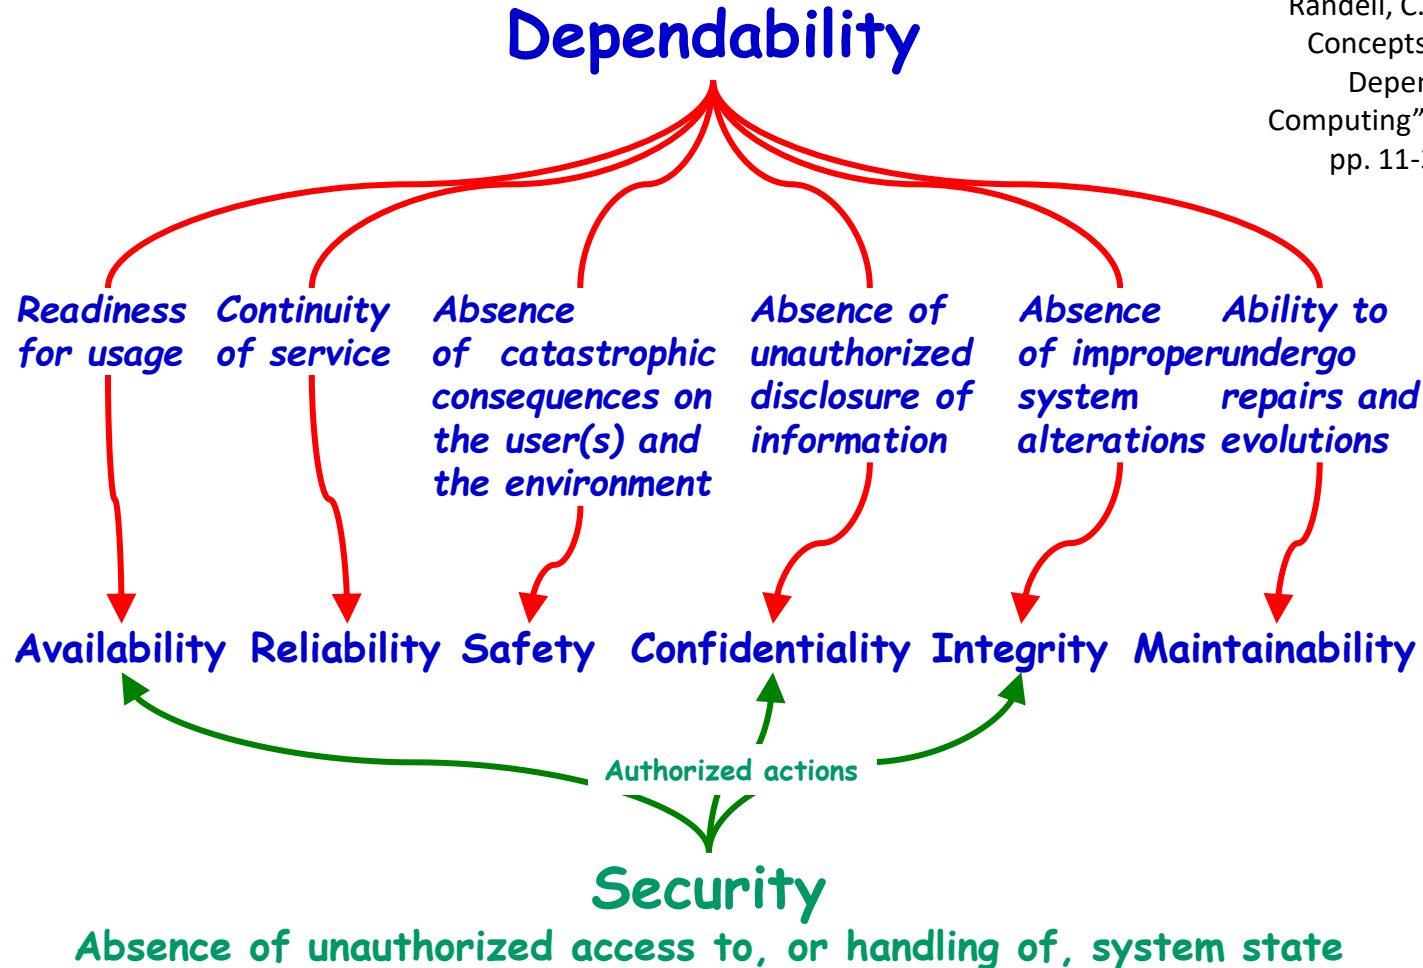 Dependability
Randell, C.
Concepts
Depen
Computing”
pp. 11-
Readiness
for usage
Continuity
of service
Absence
of catastrophic
consequences on
the user(s) and
the environment
Absence of
unauthorized
disclosure of
information
Absence
of improper
system
alterations
Ability to
undergo
repairs and
evolutions
Availability Reliability Safety Confidentiality Integrity Maintainability
Authorized actions
Security
Absence of unauthorized access to, or handling of, system state